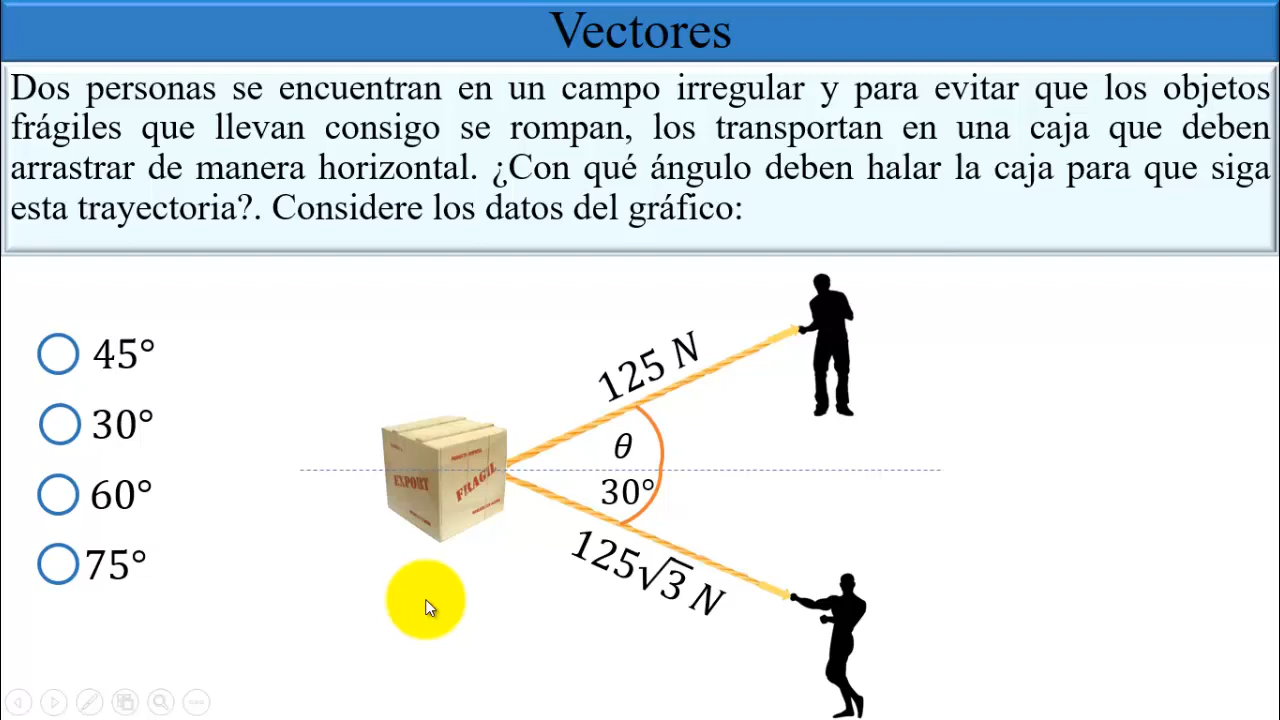 Vectores
Dos personas se encuentran en un campo irregular y para evitar que los objetos
frágiles que llevan consigo se rompan, los transportan en una caja que deben
arrastrar de manera horizontal. ¿Con qué ángulo deben halar la caja para que siga
esta trayectoria?. Considere los datos del gráfico:
45°
30°
60°
75°
125 N
θ
30°
125√3 N
EXPORT
FRAGIL